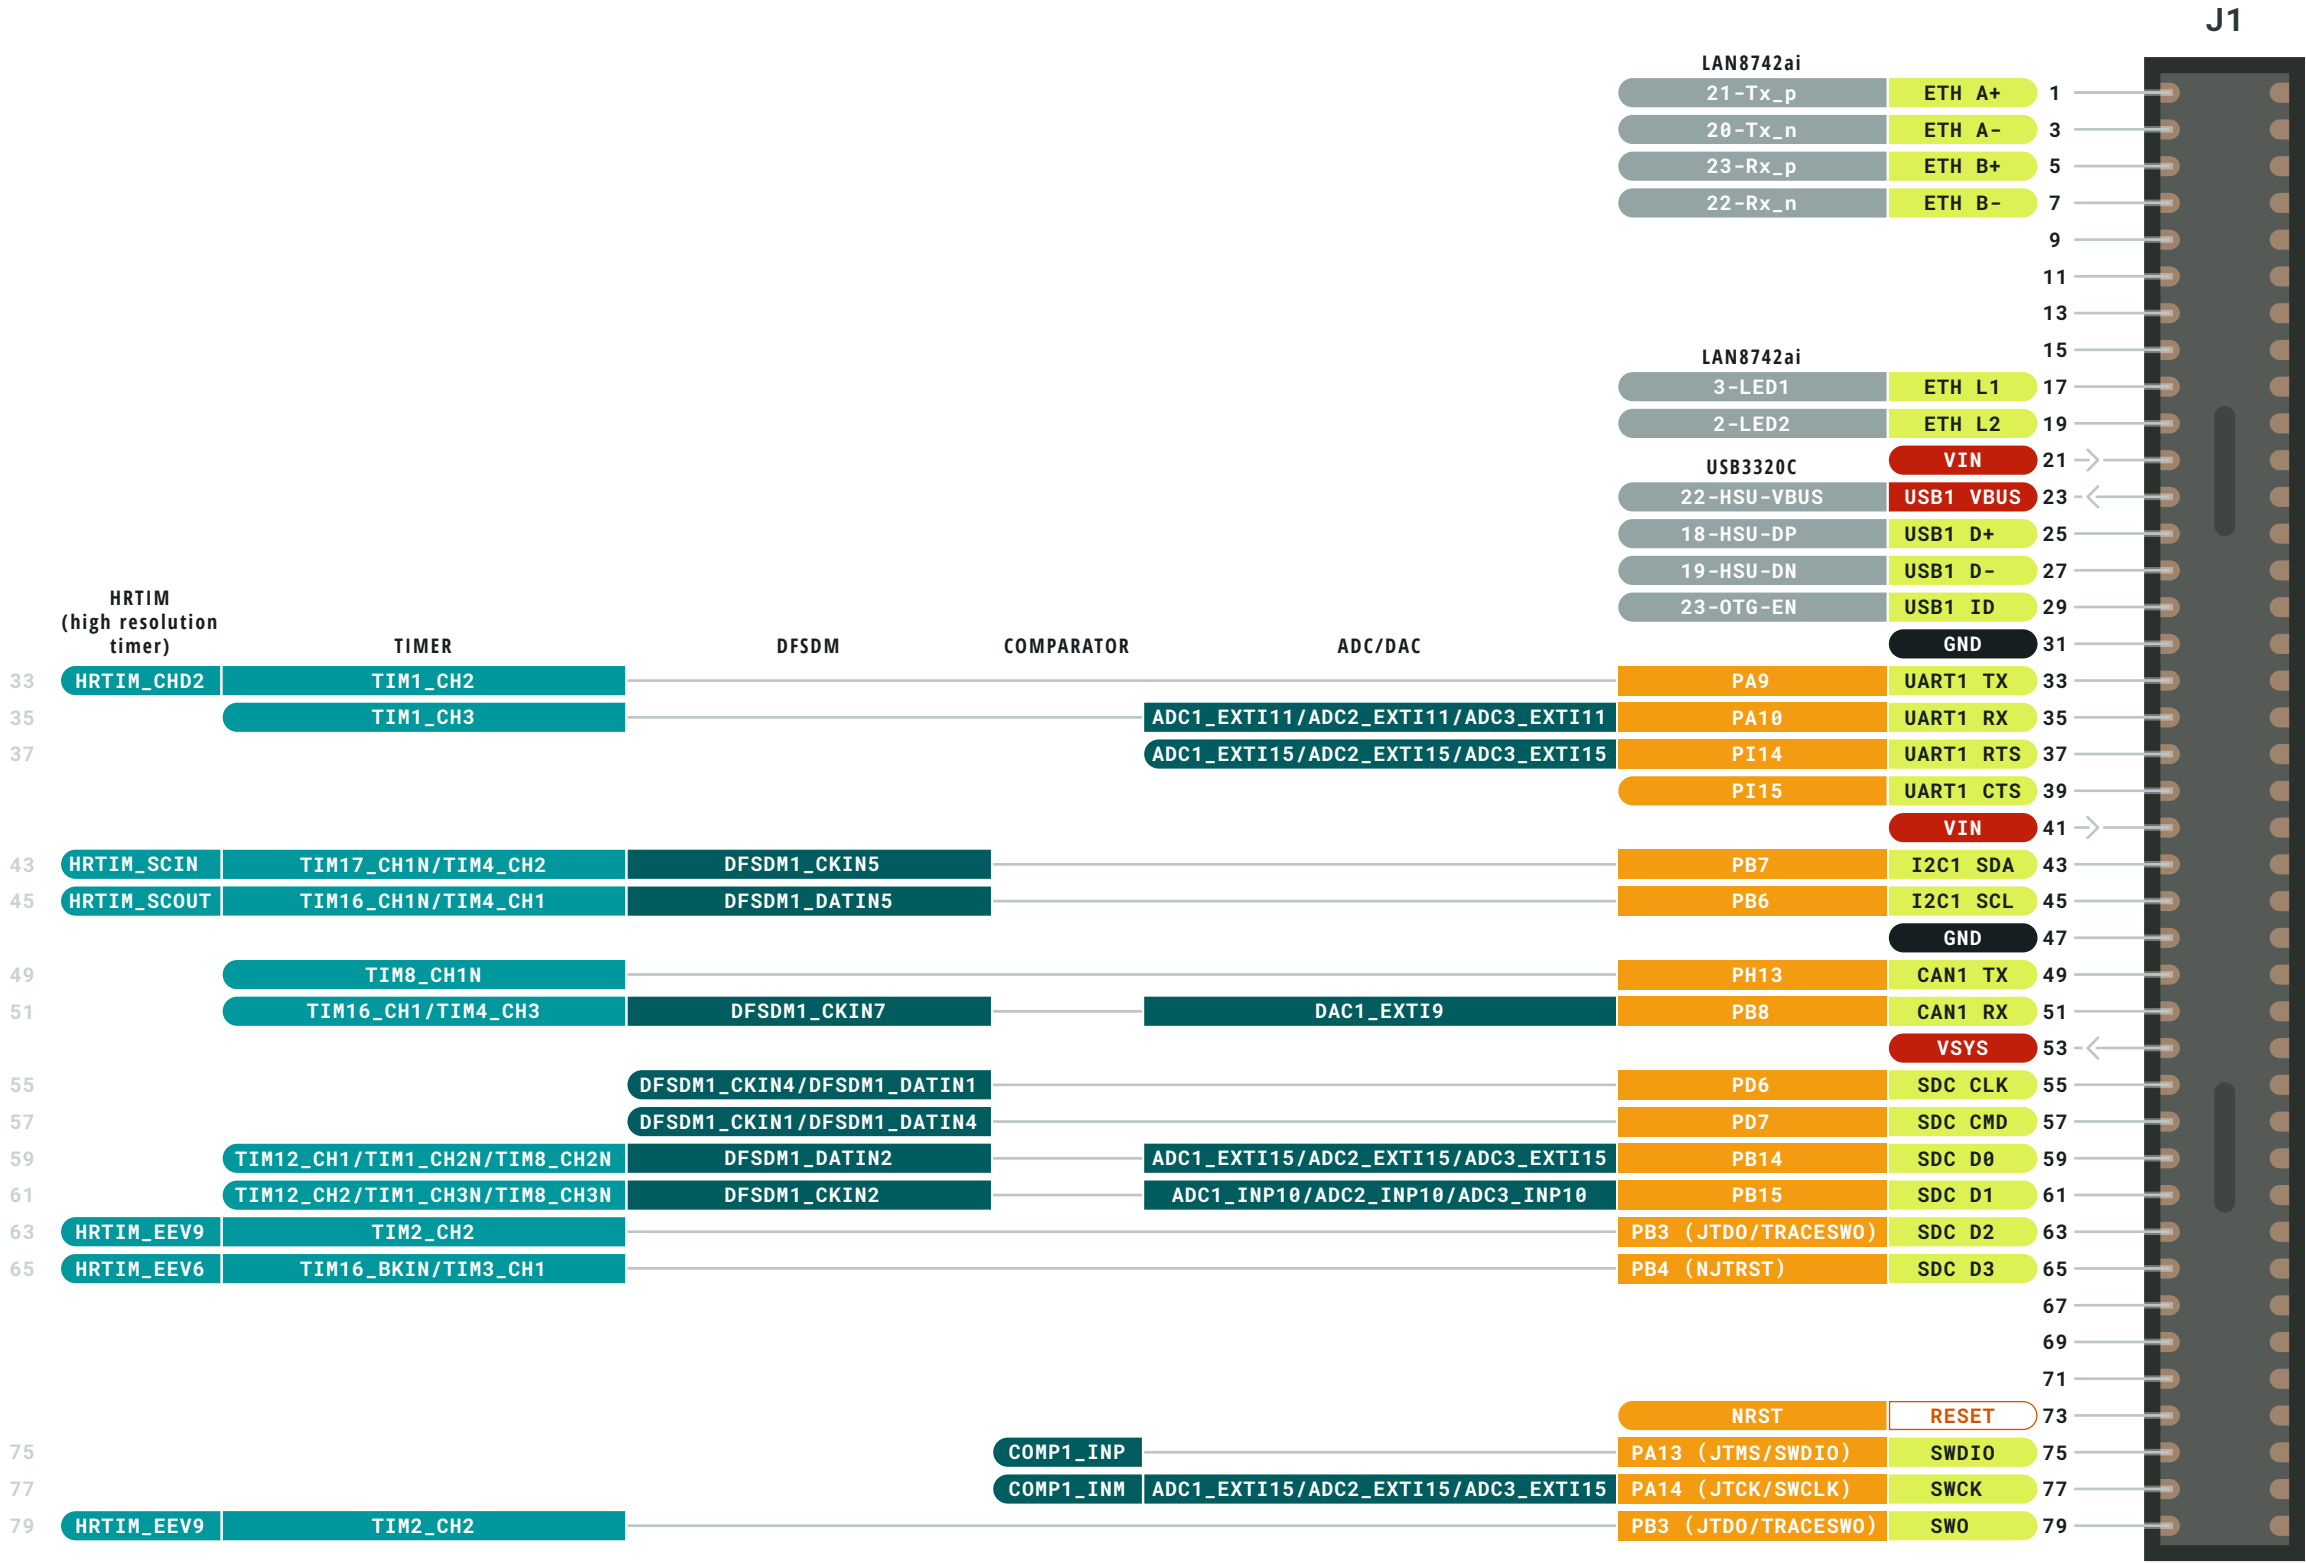 J1
LAN8742ai
21-Tx_p ETH A+ 1
20-Tx_n ETH A- 3
23-Rx_p ETH B+ 5
22-Rx_n ETH B- 7
9
11
13
15
LAN8742ai
3-LED1 ETH L1 17
2-LED2 ETH L2 19
VIN 21
USB3320C
22-HSU-VBUS USB1 VBUS 23
18-HSU-DP USB1 D+ 25
19-HSU-DN USB1 D- 27
23-OTG-EN USB1 ID 29
HRTIM
(high resolution
timer) TIMER DFSDM COMPARATOR ADC/DAC GND 31
33 HRTIM_CHD2 TIM1_CH2 PA9 UART1 TX 33
35 TIM1_CH3 ADC1_EXTI11/ADC2_EXTI11/ADC3_EXTI11 PA10 UART1 RX 35
37 ADC1_EXTI15/ADC2_EXTI15/ADC3_EXTI15 PI14 UART1 RTS 37
PI15 UART1 CTS 39
VIN 41
43 HRTIM_SCIN TIM17_CH1N/TIM4_CH2 DFSDM1_CKIN5 PB7 I2C1 SDA 43
45 HRTIM_SCOUT TIM16_CH1N/TIM4_CH1 DFSDM1_DATIN5 PB6 I2C1 SCL 45
GND 47
49 TIM8_CH1N PH13 CAN1 TX 49
51 TIM16_CH1/TIM4_CH3 DFSDM1_CKIN7 DAC1_EXTI9 PB8 CAN1 RX 51
VSYS 53
55 DFSDM1_CKIN4/DFSDM1_DATIN1 PD6 SDC CLK 55
57 DFSDM1_CKIN1/DFSDM1_DATIN4 PD7 SDC CMD 57
59 TIM12_CH1/TIM1_CH2N/TIM8_CH2N DFSDM1_DATIN2 ADC1_EXTI15/ADC2_EXTI15/ADC3_EXTI15 PB14 SDC D0 59
61 TIM12_CH2/TIM1_CH3N/TIM8_CH3N DFSDM1_CKIN2 ADC1_INP10/ADC2_INP10/ADC3_INP10 PB15 SDC D1 61
63 HRTIM_EEV9 TIM2_CH2 PB3 (JTDO/TRACESWO) SDC D2 63
65 HRTIM_EEV6 TIM16_BKIN/TIM3_CH1 PB4 (NJTRST) SDC D3 65
67
69
71
NRST RESET 73
75 COMP1_INP PA13 (JTMS/SWDIO) SWDIO 75
77 COMP1_INM ADC1_EXTI15/ADC2_EXTI15/ADC3_EXTI15 PA14 (JTCK/SWCLK) SWCK 77
79 HRTIM_EEV9 TIM2_CH2 PB3 (JTDO/TRACESWO) SWO 79